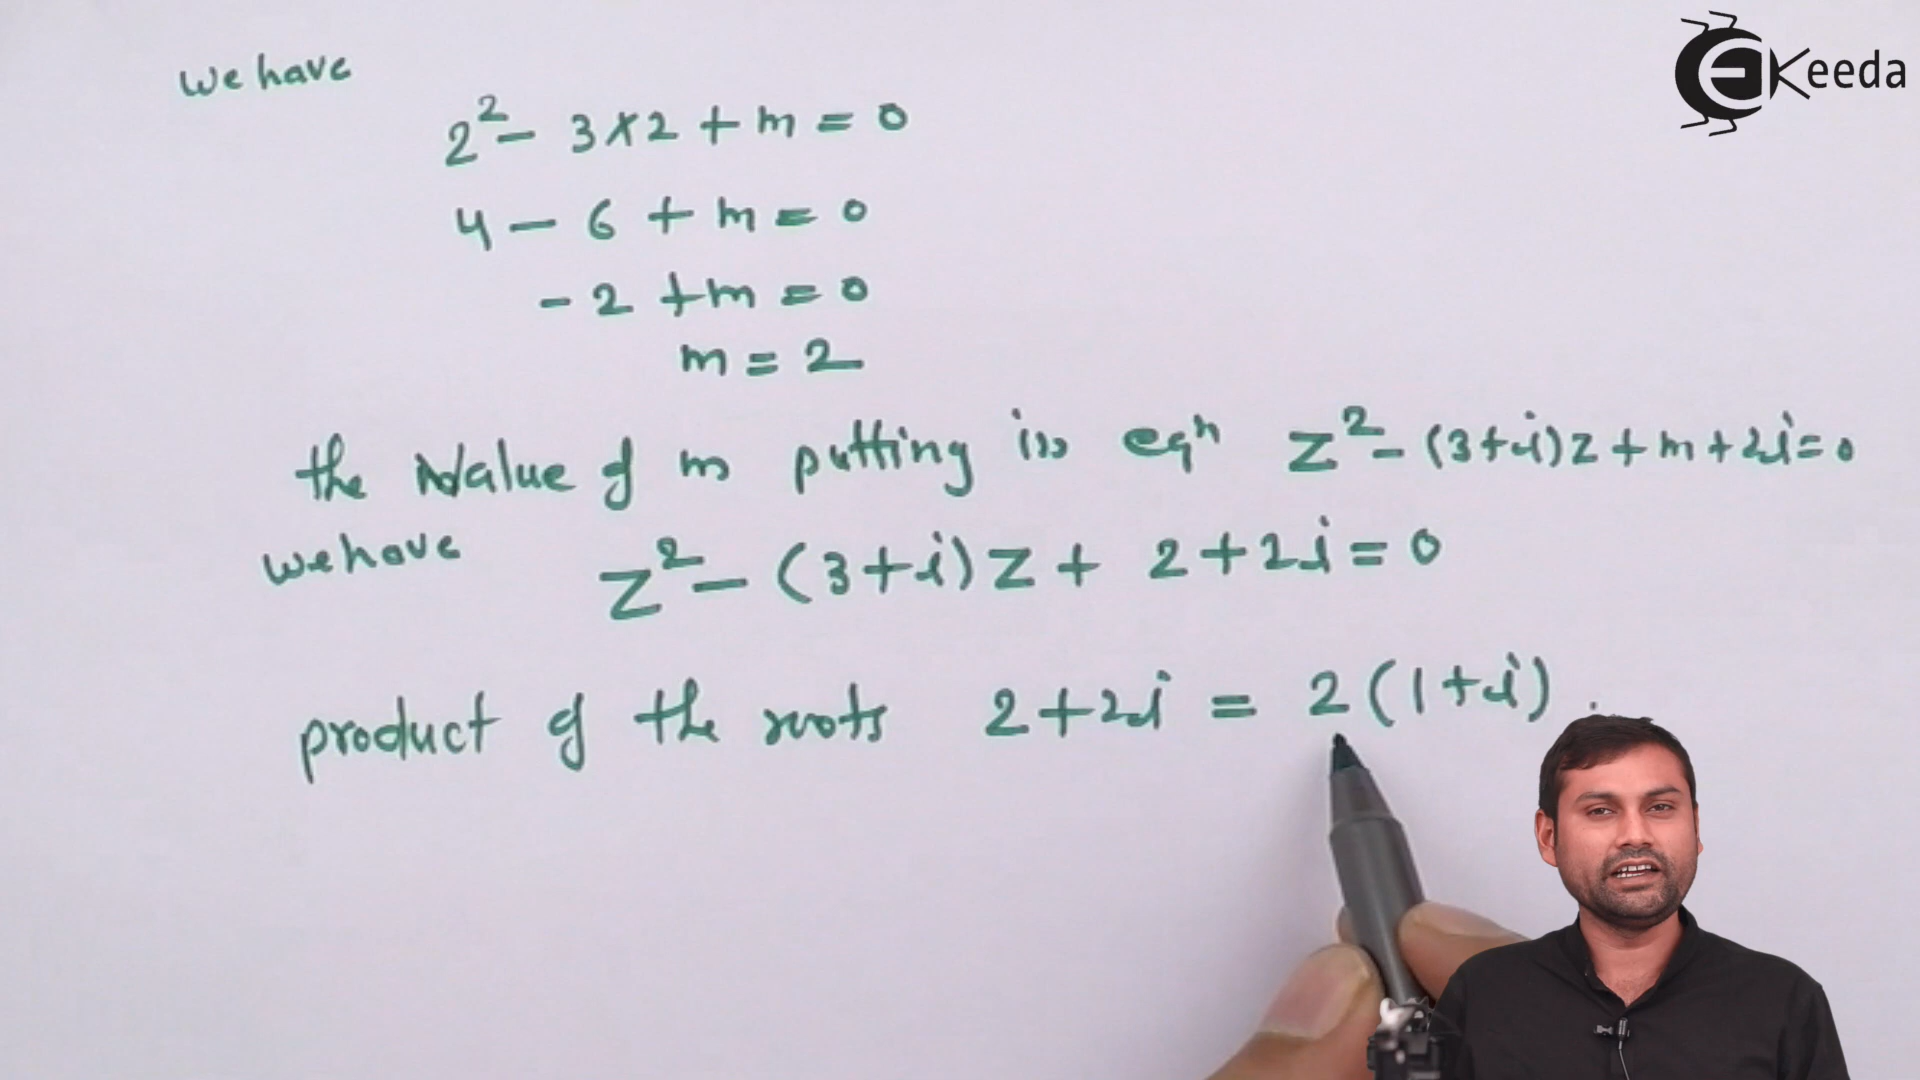 EKeeda
we have
2² - 3×2 + m = 0
4 - 6 + m = 0
- 2 + m = 0
m = 2
the value of m putting in eqⁿ z² - (3+i)z + m + 2i = 0
we have z² - (3+i)z + 2 + 2i = 0
product of the roots 2+2i = 2(1+i).